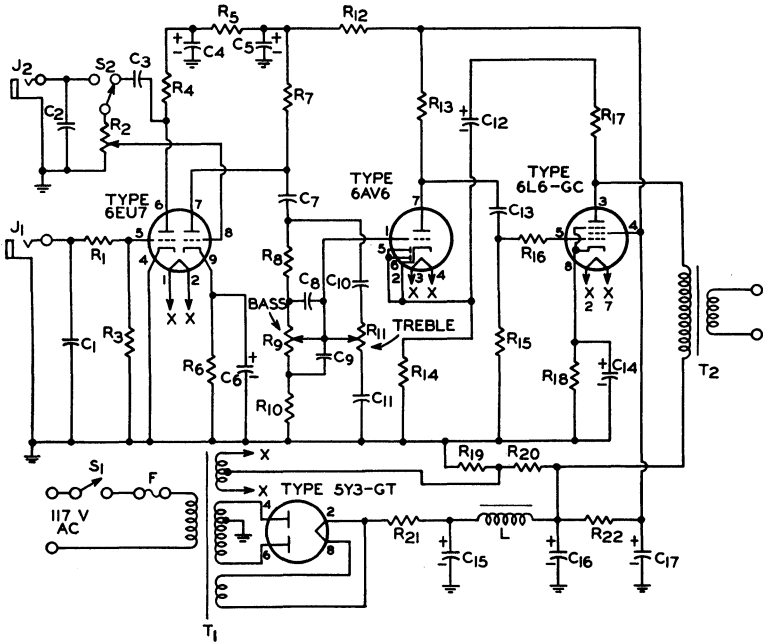 R5
R12
C4
C5
J2
S2
C3
R4
R7
R13
C12
R17
C2
R2
TYPE
6EU7
TYPE
6AV6
TYPE
6L6-GC
6
7
7
3
C7
C13
J1
5
8
4
9
1
2
X
X
R1
R8
C8
C10
1
5
6
2
3
4
X
X
R16
5
4
8
X
X
2
7
BASS
R9
R11
TREBLE
C9
R3
C1
R6
C6
R14
R15
R18
C14
T2
R10
C11
S1
F
X
X
R19
R20
117 V
AC
TYPE 5Y3-GT
4
2
6
8
R21
L
R22
C15
C16
C17
T1